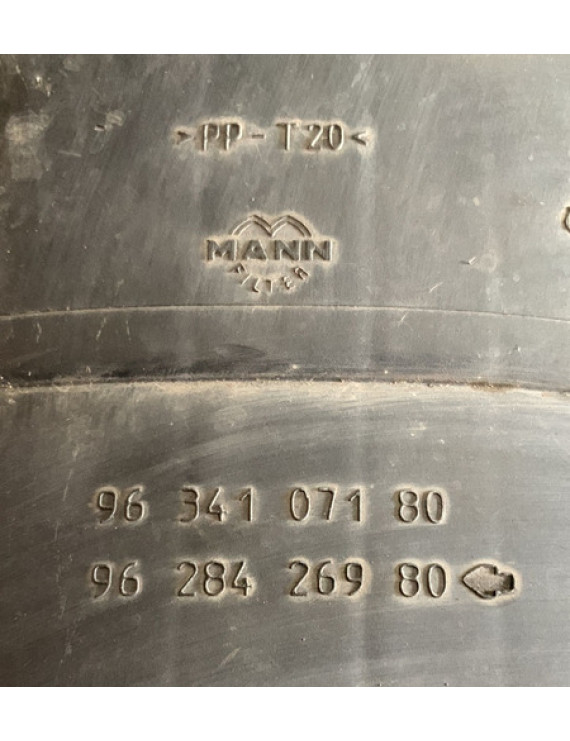 >PP-T20<
MANN
FILTER
96 341 071 80
96 284 269 80